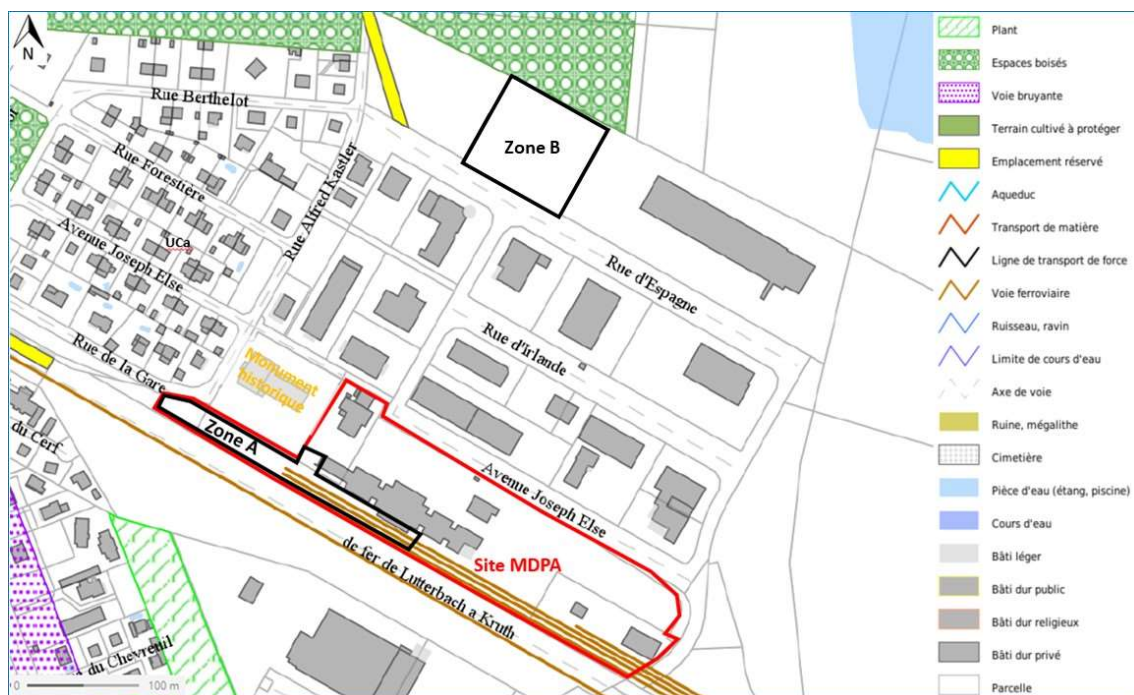 N
Rue Berthelot
Rue Forestière
Rue Alfred Kastler
UCa
Avenue Joseph Else
Rue de la Gare
Zone B
Rue d'Espagne
Rue d'Irlande
Monument
historique
Zone A
Avenue Joseph Else
Site MDPA
du Cerf
de fer de Lutterbach a Kruth
du Chevreuil
0
100 m
Plant
Espaces boisés
Voie bruyante
Terrain cultivé à protéger
Emplacement réservé
Aqueduc
Transport de matière
Ligne de transport de force
Voie ferroviaire
Ruisseau, ravin
Limite de cours d'eau
Axe de voie
Ruine, mégalithe
Cimetière
Pièce d'eau (étang, piscine)
Cours d'eau
Bâti léger
Bâti dur public
Bâti dur religieux
Bâti dur privé
Parcelle